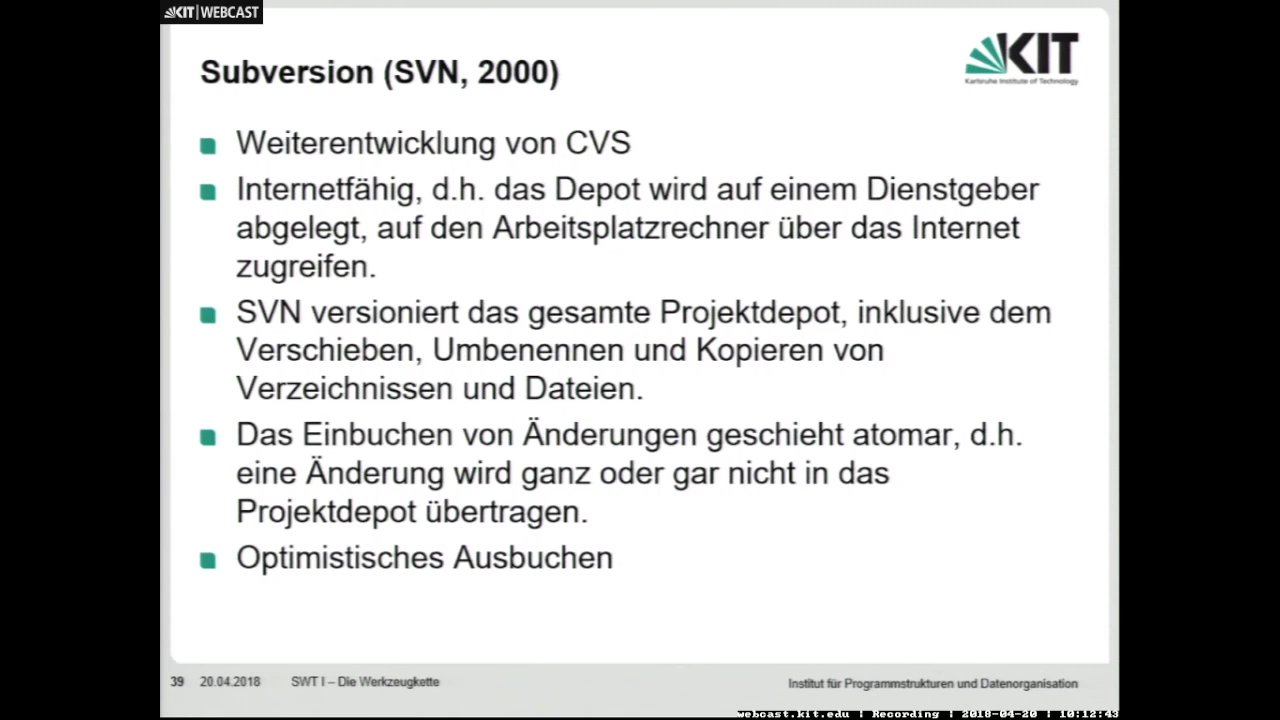 KIT | WEBCAST
Subversion (SVN, 2000)
KIT
Karlsruhe Institute of Technology
Weiterentwicklung von CVS
Internetfähig, d.h. das Depot wird auf einem Dienstgeber
abgelegt, auf den Arbeitsplatzrechner über das Internet
zugreifen.
SVN versioniert das gesamte Projektdepot, inklusive dem
Verschieben, Umbenennen und Kopieren von
Verzeichnissen und Dateien.
Das Einbuchen von Änderungen geschieht atomar, d.h.
eine Änderung wird ganz oder gar nicht in das
Projektdepot übertragen.
Optimistisches Ausbuchen
39 20.04.2018 SWT I – Die Werkzeugkette
Institut für Programmstrukturen und Datenorganisation
webcast.kit.edu | Recording | 2018-04-20 | 10:12:43